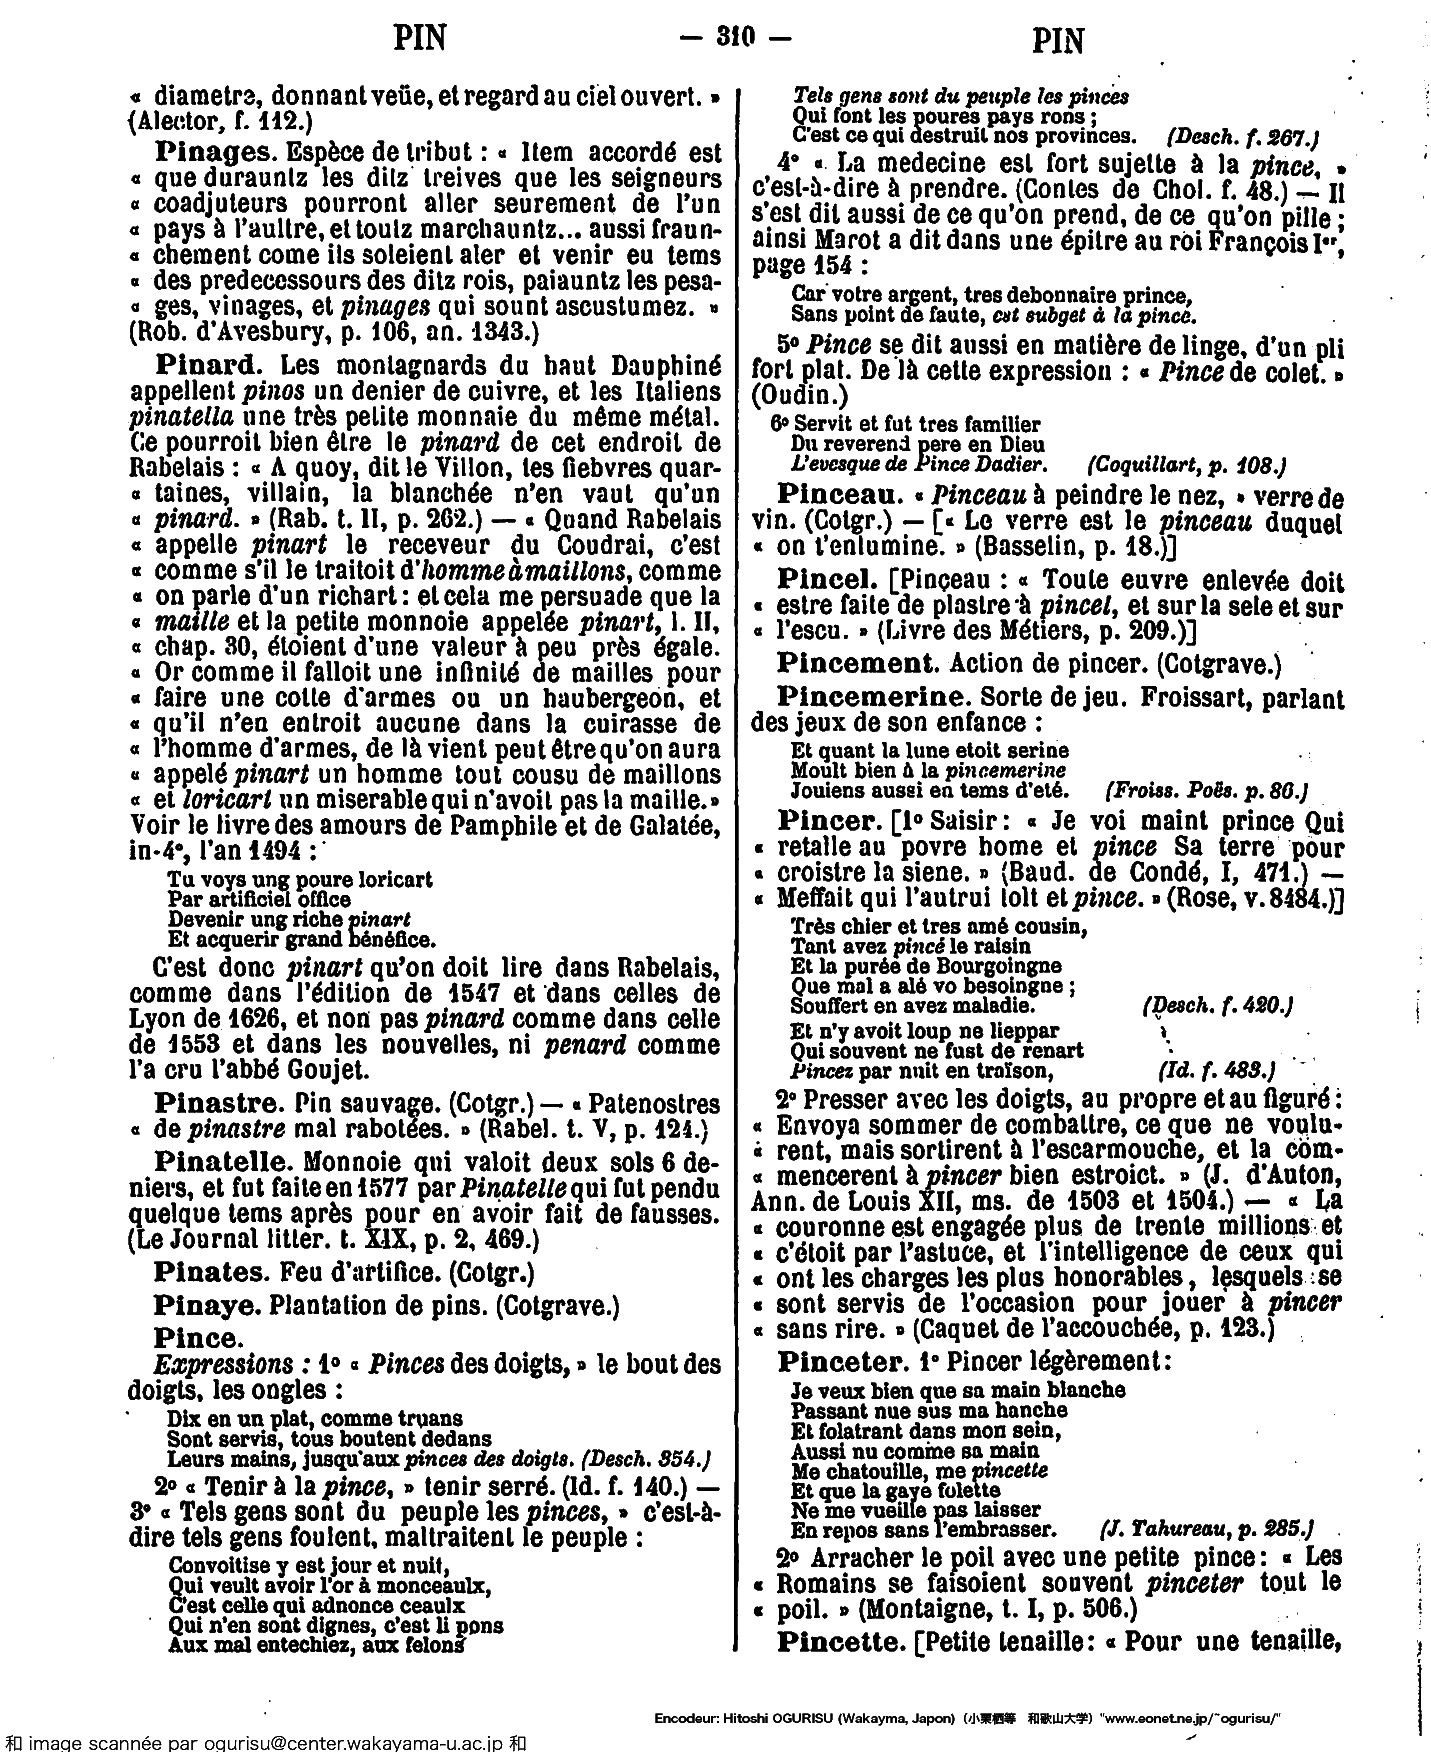 PIN — 310 — PIN
« diametre, donnant veüe, et regard au ciel ouvert. »
(Alector, f. 112.)
Pinages. Espèce de tribut : « Item accordé est
« que durauntz les ditz treives que les seigneurs
« coadjuteurs pourront aller seurement de l'un
« pays à l'aultre, et toutz marchauntz... aussi fraun-
« chement come ils soleient aler et venir eu tems
« des predecessours des ditz rois, paiauntz les pesa-
« ges, vinages, et pinages qui sount ascustumez. »
(Rob. d'Avesbury, p. 106, an. 1343.)
Pinard. Les montagnards du haut Dauphiné
appellent pinos un denier de cuivre, et les Italiens
pinatella une très petite monnaie du même métal.
Ce pourroit bien être le pinard de cet endroit de
Rabelais : « A quoy, dit le Villon, tes fiebvres quar-
« taines, villain, la blanchée n'en vaut qu'un
« pinard. » (Rab. t. II, p. 262.) — « Quand Rabelais
« appelle pinart le receveur du Coudrai, c'est
« comme s'il le traitoit d'homme à maillons, comme
« on parle d'un richart : et cela me persuade que la
« maille et la petite monnoie appelée pinart, l. II,
« chap. 30, étoient d'une valeur à peu près égale.
« Or comme il falloit une infinité de mailles pour
« faire une cotte d'armes ou un haubergeon, et
« qu'il n'en entroit aucune dans la cuirasse de
« l'homme d'armes, de là vient peut être qu'on aura
« appelé pinart un homme tout cousu de maillons
« et loricart un miserable qui n'avoit pas la maille. »
Voir le livre des amours de Pamphile et de Galatée,
in-4°, l'an 1494 :
Tu voys ung poure loricart
Par artificiel office
Devenir ung riche pinart
Et acquerir grand bénéfice.
C'est donc pinart qu'on doit lire dans Rabelais,
comme dans l'édition de 1547 et dans celles de
Lyon de 1626, et non pas pinard comme dans celle
de 1553 et dans les nouvelles, ni penard comme
l'a cru l'abbé Goujet.
Pinastre. Pin sauvage. (Cotgr.) — « Patenostres
« de pinastre mal rabotées. » (Rabel. t. V, p. 124.)
Pinatelle. Monnoie qui valoit deux sols 6 de-
niers, et fut faite en 1577 par Pinatelle qui fut pendu
quelque tems après pour en avoir fait de fausses.
(Le Journal litter. t. XIX, p. 2, 469.)
Pinates. Feu d'artifice. (Cotgr.)
Pinaye. Plantation de pins. (Cotgrave.)
Pince.
Expressions : 1° « Pinces des doigts, » le bout des
doigts, les ongles :
Dix en un plat, comme truans
Sont servis, tous boutent dedans
Leurs mains, jusqu'aux pinces des doigts. (Desch. 354.)
2° « Tenir à la pince, » tenir serré. (Id. f. 140.) —
3° « Tels gens sont du peuple les pinces, » c'est-à-
dire tels gens foulent, maltraitent le peuple :
Convoitise y est jour et nuit,
Qui veult avoir l'or à monceaulx,
C'est celle qui adnonce ceaulx
Qui n'en sont dignes, c'est li pons
Aux mal entechiez, aux felons
Tels gens sont du peuple les pinces
Qui font les poures pays rons ;
C'est ce qui destruit nos provinces. (Desch. f. 267.)
4° « La medecine est fort sujette à la pince, »
c'est-à-dire à prendre. (Contes de Chol. f. 48.) — Il
s'est dit aussi de ce qu'on prend, de ce qu'on pille ;
ainsi Marot a dit dans une épitre au roi François Ier,
page 154 :
Car votre argent, tres debonnaire prince,
Sans point de faute, est subget à la pince.
5° Pince se dit aussi en matière de linge, d'un pli
fort plat. De là cette expression : « Pince de colet. »
(Oudin.)
6° Servit et fut tres familier
Du reverend pere en Dieu
L'evesque de Pince Dadier. (Coquillart, p. 108.)
Pinceau. « Pinceau à peindre le nez, » verre de
vin. (Cotgr.) — [« Le verre est le pinceau duquel
« on t'enlumine. » (Basselin, p. 18.)]
Pincel. [Pinçeau : « Toute euvre enlevée doit
« estre faite de plastre à pincel, et sur la sele et sur
« l'escu. » (Livre des Métiers, p. 209.)]
Pincement. Action de pincer. (Cotgrave.)
Pincemerine. Sorte de jeu. Froissart, parlant
des jeux de son enfance :
Et quant la lune etoit serine
Moult bien à la pincemerine
Jouiens aussi en tems d'eté. (Froiss. Poës. p. 86.)
Pincer. [1° Saisir : « Je voi maint prince Qui
« retaile au povre home et pince Sa terre pour
« croistre la siene. » (Baud. de Condé, I, 471.) —
« Meffait qui l'autrui tolt et pince. » (Rose, v. 8484.)]
Très chier et tres amé cousin,
Tant avez pincé le raisin
Et la purée de Bourgoingne
Que mal a alé vo besoingne ;
Souffert en avez maladie. (Desch. f. 420.)
Et n'y avoit loup ne lieppar
Qui souvent ne fust de renart
Pincez par nuit en traïson, (Id. f. 483.)
2° Presser avec les doigts, au propre et au figuré :
« Envoya sommer de combattre, ce que ne voulu-
« rent, mais sortirent à l'escarmouche, et la com-
« mencerent à pincer bien estroict. » (J. d'Auton,
Ann. de Louis XII, ms. de 1503 et 1504.) — « La
« couronne est engagée plus de trente millions et
« c'étoit par l'astuce, et l'intelligence de ceux qui
« ont les charges les plus honorables, lesquels se
« sont servis de l'occasion pour jouer à pincer
« sans rire. » (Caquet de l'accouchée, p. 123.)
Pinceter. 1° Pincer légèrement :
Je veux bien que sa main blanche
Passant nue sus ma hanche
Et folatrant dans mon sein,
Aussi nu comme sa main
Me chatouille, me pincette
Et que la gaye folette
Ne me vueille pas laisser
En repos sans l'embrasser. (J. Tahureau, p. 285.)
2° Arracher le poil avec une petite pince : « Les
« Romains se faisoient souvent pinceter tout le
« poil. » (Montaigne, t. I, p. 506.)
Pincette. [Petite tenaille : « Pour une tenaille,
Encodeur: Hitoshi OGURISU (Wakayma, Japon) (小栗栖等 和歌山大学) "www.eonet.ne.jp/~ogurisu/"
和 image scannée par ogurisu@center.wakayama-u.ac.jp 和